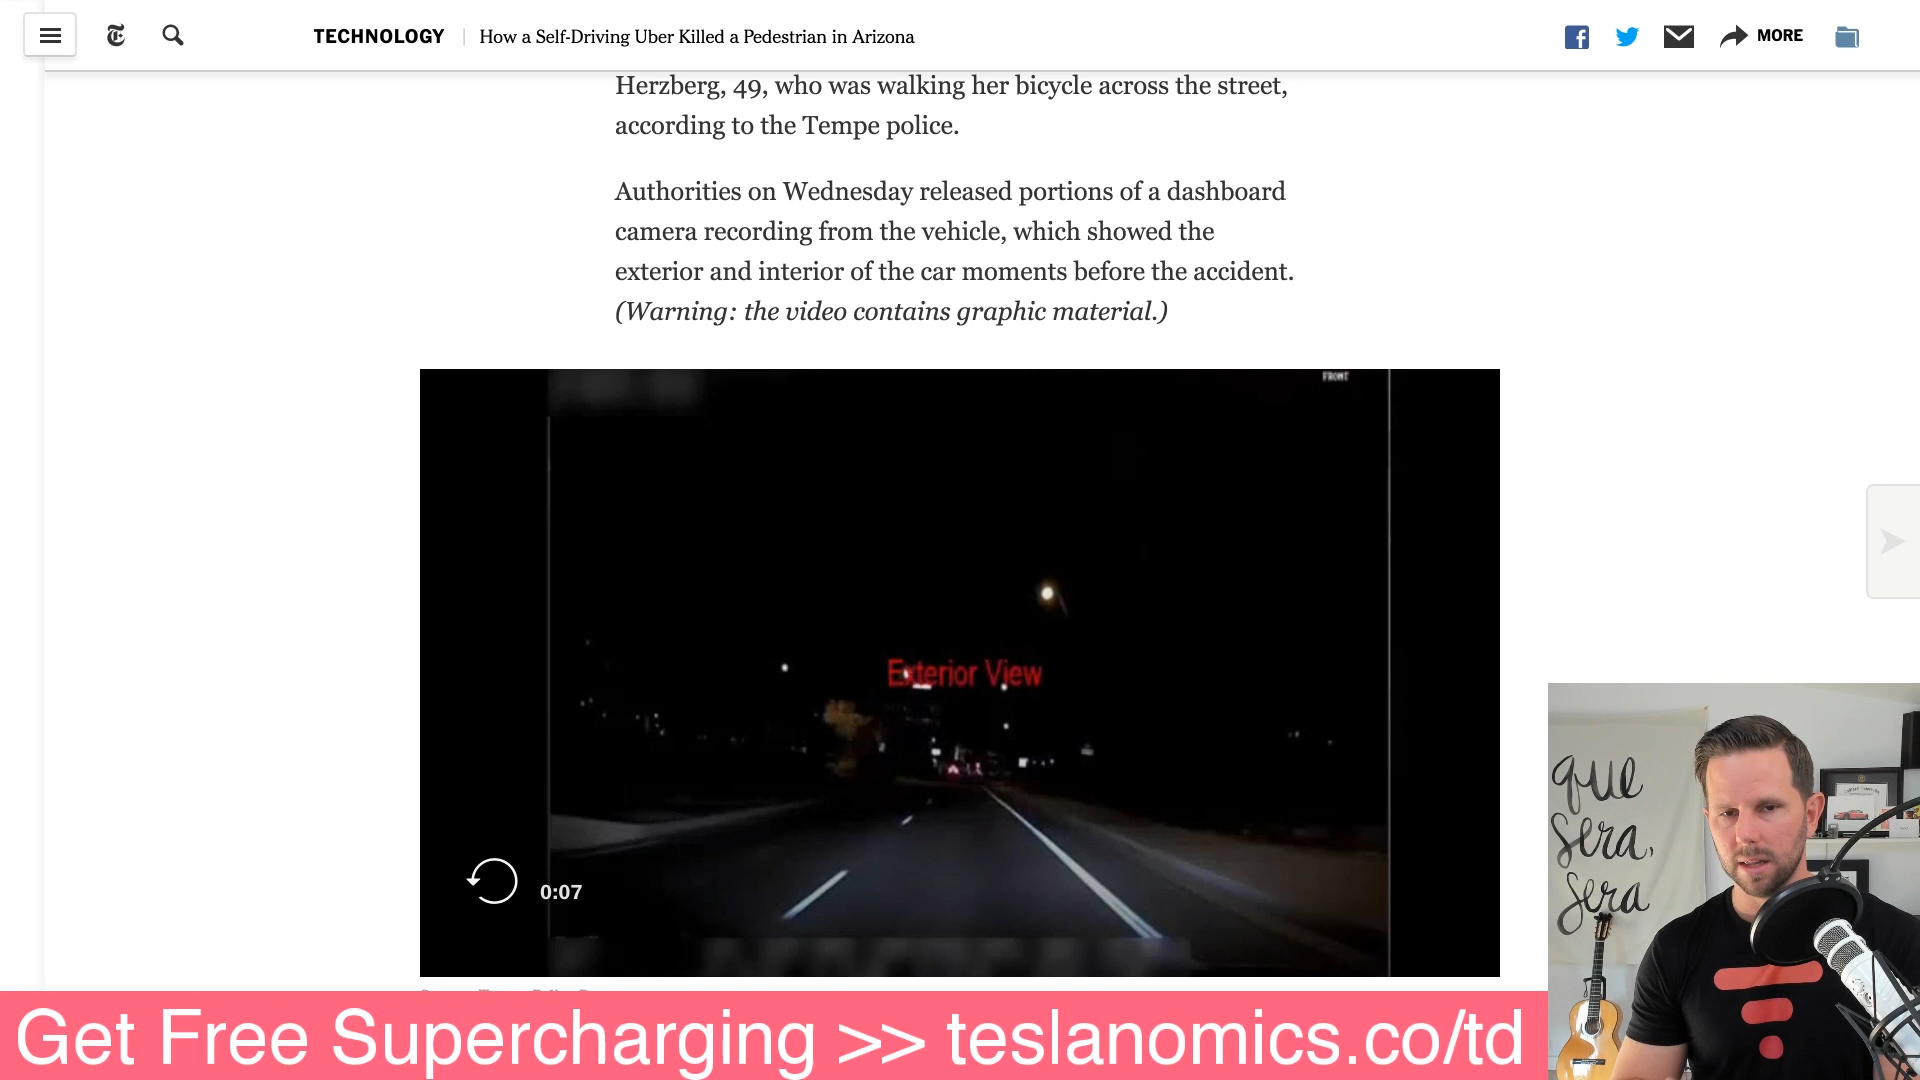 TECHNOLOGY
How a Self-Driving Uber Killed a Pedestrian in Arizona
MORE
Herzberg, 49, who was walking her bicycle across the street,
according to the Tempe police.
Authorities on Wednesday released portions of a dashboard
camera recording from the vehicle, which showed the
exterior and interior of the car moments before the accident.
(Warning: the video contains graphic material.)
FRONT
Exterior View
0:07
que
sera,
sera
Get Free Supercharging >> teslanomics.co/td